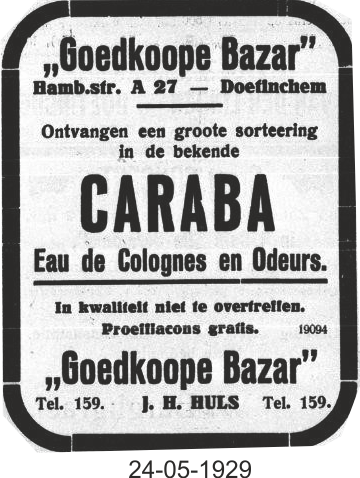 „Goedkoope Bazar”
Hamb.str. A 27 — Doetinchem
Ontvangen een groote sorteering
in de bekende
CARABA
Eau de Colognes en Odeurs.
In kwaliteit niet te overtreffen.
Proefflacons gratis. 19094
„Goedkoope Bazar”
Tel. 159. J. H. HULS Tel. 159.
24-05-1929